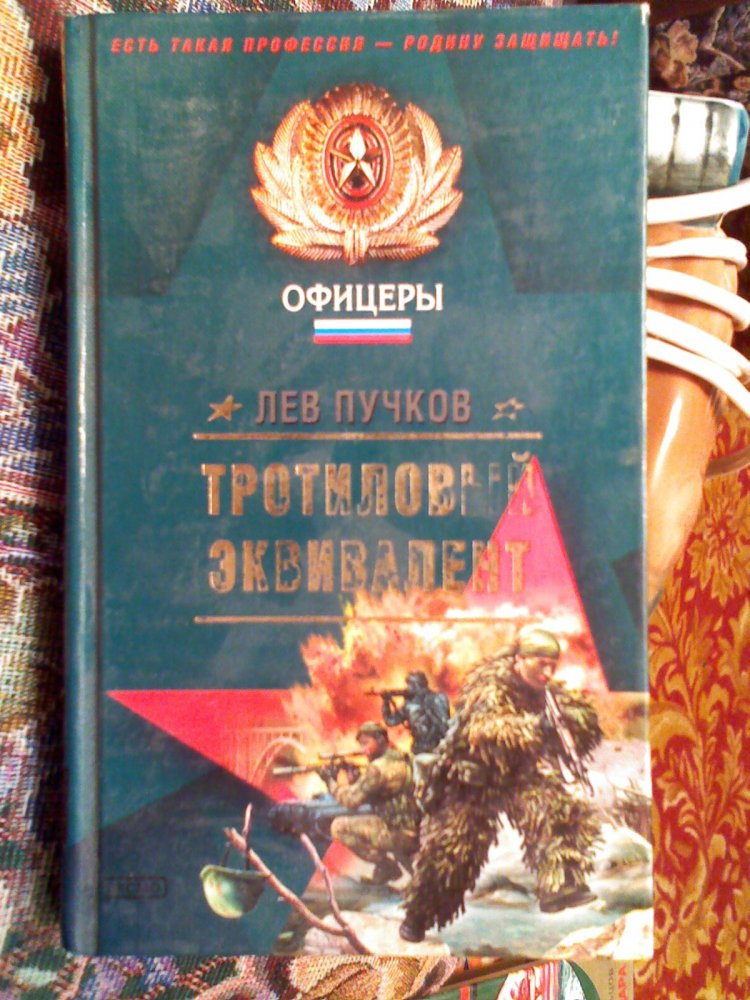 ЕСТЬ ТАКАЯ ПРОФЕССИЯ — РОДИНУ ЗАЩИЩАТЬ!
ОФИЦЕРЫ
ЛЕВ ПУЧКОВ
ТРОТИЛОВЫЙ
ЭКВИВАЛЕНТ